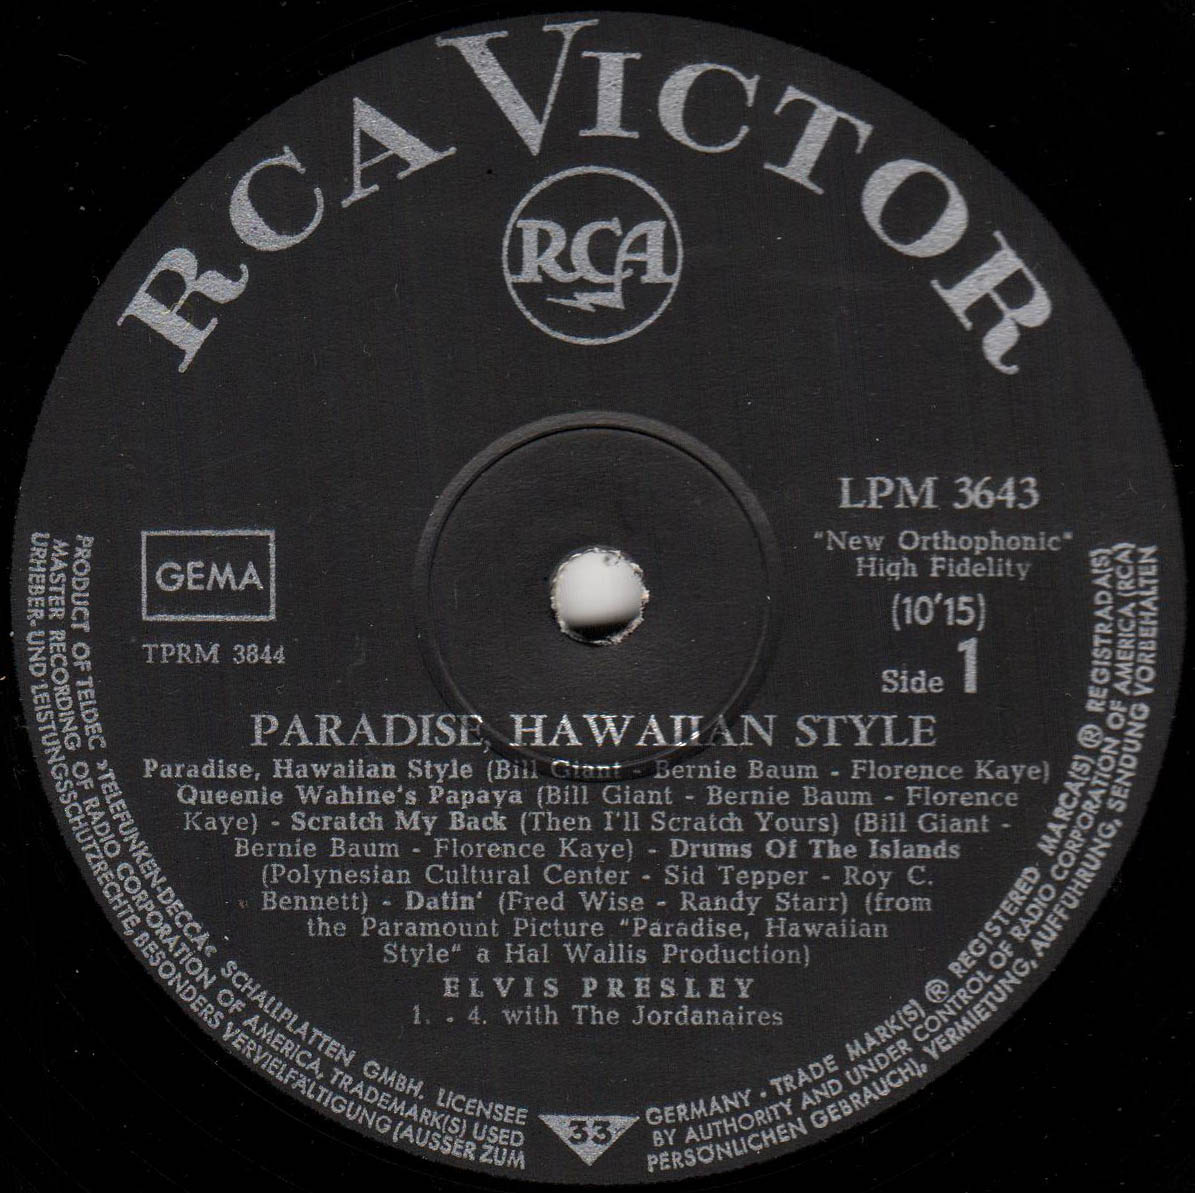 RCA VICTOR
RCA
LPM 3643
"New Orthophonic"
High Fidelity
(10'15)
Side 1
GEMA
TPRM 3844
PARADISE, HAWAIIAN STYLE
Paradise, Hawaiian Style (Bill Giant - Bernie Baum - Florence Kaye)
Queenie Wahine's Papaya (Bill Giant - Bernie Baum - Florence
Kaye) - Scratch My Back (Then I'll Scratch Yours) (Bill Giant -
Bernie Baum - Florence Kaye) - Drums Of The Islands
(Polynesian Cultural Center - Sid Tepper - Roy C.
Bennett) - Datin' (Fred Wise - Randy Starr) (from
the Paramount Picture "Paradise, Hawaiian
Style" a Hal Wallis Production)
ELVIS PRESLEY
1. - 4. with The Jordanaires
PRODUCT OF TELDEC »TELEFUNKEN-DECCA« SCHALLPLATTEN GMBH. LICENSEE
MASTER RECORDING OF RADIO CORPORATION OF AMERICA, TRADEMARK(S) USED
URHEBER- UND LEISTUNGSSCHUTZRECHTE, BESONDERS VERVIELFÄLTIGUNG (AUSSER ZUM
33
GERMANY • TRADE MARK(S) ® REGISTERED MARCA(S) ® REGISTRADA(S)
BY AUTHORITY AND UNDER CONTROL OF RADIO CORPORATION OF AMERICA (RCA)
PERSÖNLICHEN GEBRAUCH), VERMIETUNG, AUFFÜHRUNG, SENDUNG VORBEHALTEN